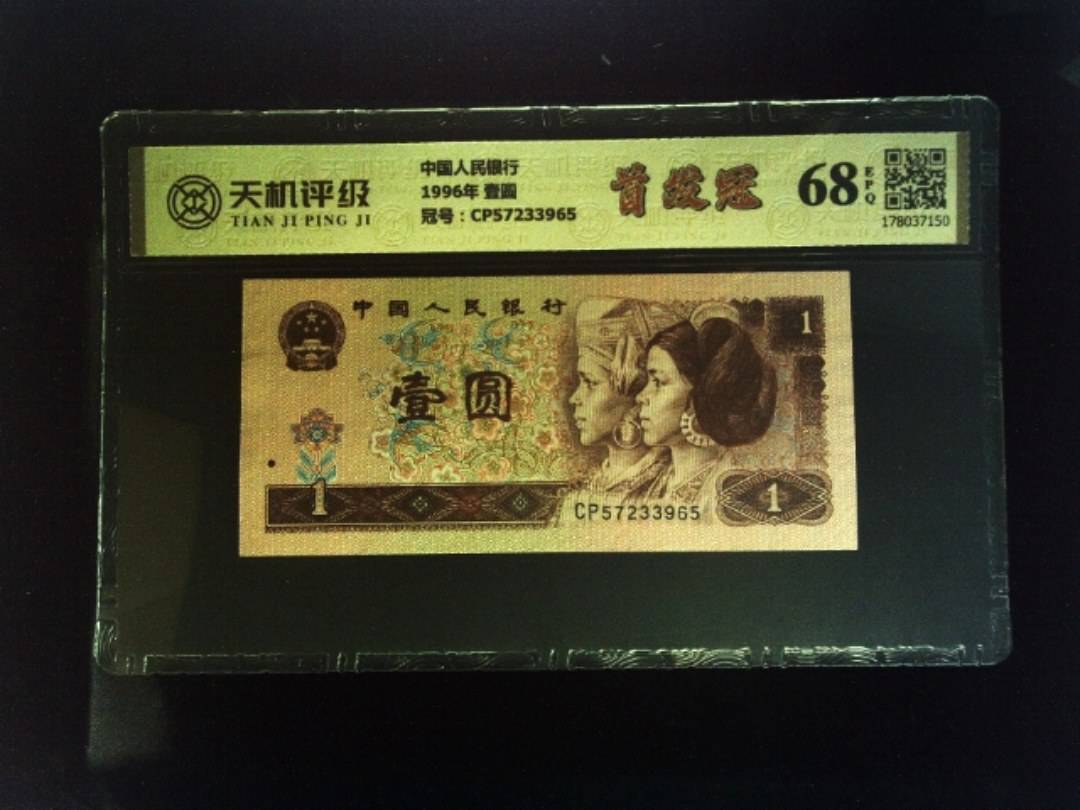 天机评级
TIAN JI PING JI
中国人民银行
1996年 壹圆
冠号：CP57233965
首发冠
68
EPQ
178037150
中国人民银行
1
壹圆
1
CP57233965
1